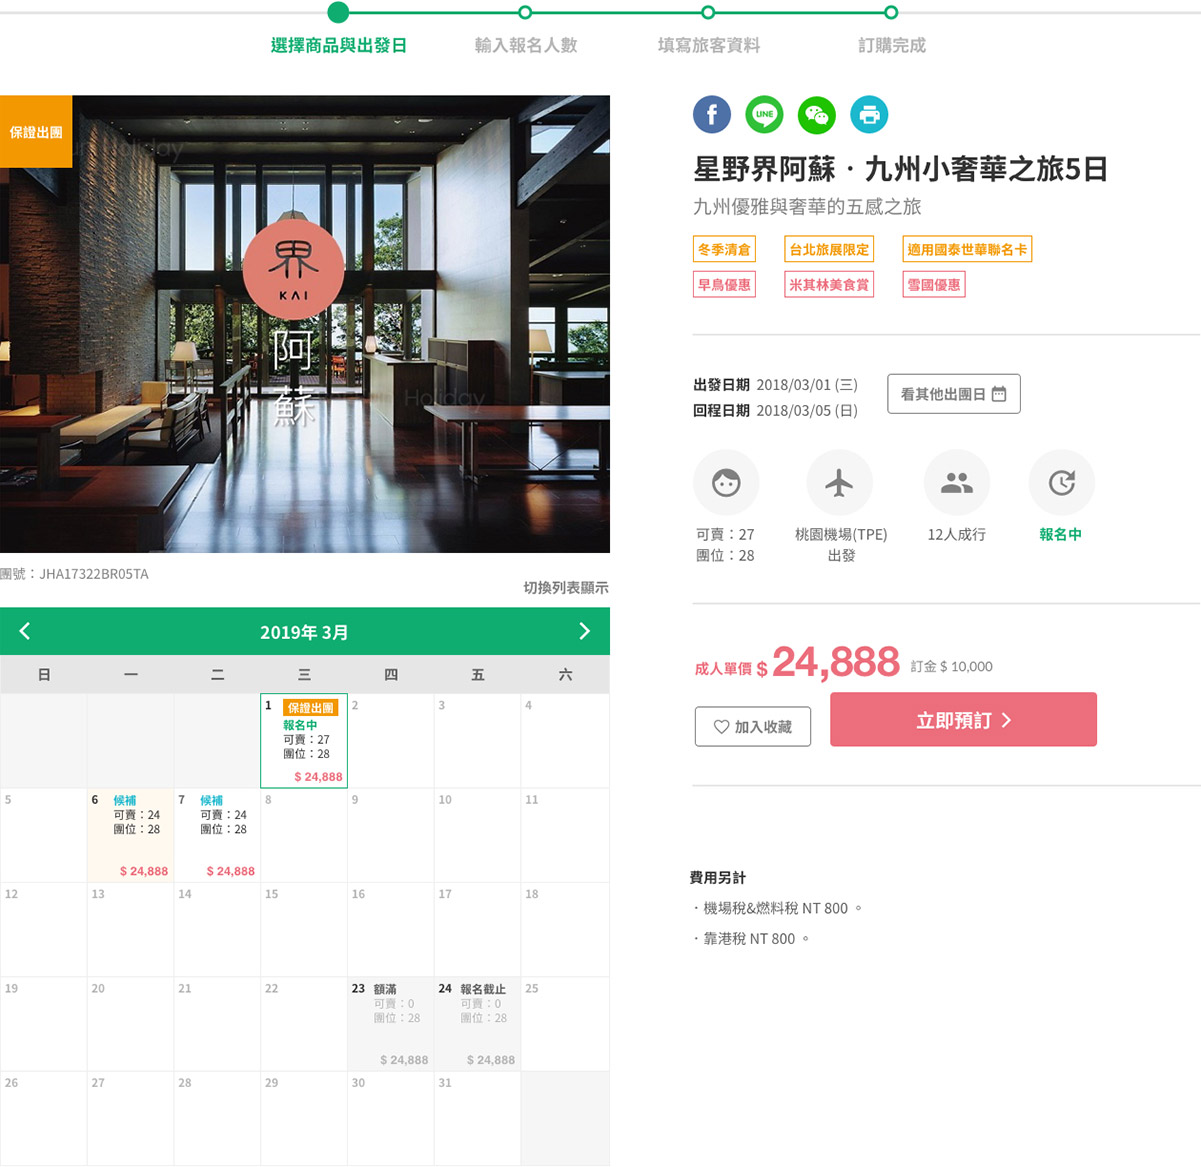 選擇商品與出發日
輸入報名人數
填寫旅客資料
訂購完成
保證出團
Holiday
界
KAI
阿
蘇
Holiday
團號：JHA17322BR05TA
切換列表顯示
2019年 3月
日 一 二 三 四 五 六
1 保證出團
報名中
可賣：27
團位：28
$ 24,888
2
3
4
5
6 候補
可賣：24
團位：28
$ 24,888
7 候補
可賣：24
團位：28
$ 24,888
8
9
10
11
12
13
14
15
16
17
18
19
20
21
22
23 額滿
可賣：0
團位：28
$ 24,888
24 報名截止
可賣：0
團位：28
$ 24,888
25
26
27
28
29
30
31
f
LINE
星野界阿蘇‧九州小奢華之旅5日
九州優雅與奢華的五感之旅
冬季清倉
台北旅展限定
適用國泰世華聯名卡
早鳥優惠
米其林美食賞
雪國優惠
出發日期 2018/03/01 (三)
回程日期 2018/03/05 (日)
看其他出團日
可賣：27
團位：28
桃園機場(TPE)
出發
12人成行
報名中
成人單價 $ 24,888 訂金 $ 10,000
加入收藏
立即預訂
費用另計
‧機場稅&燃料稅 NT 800 。
‧靠港稅 NT 800 。